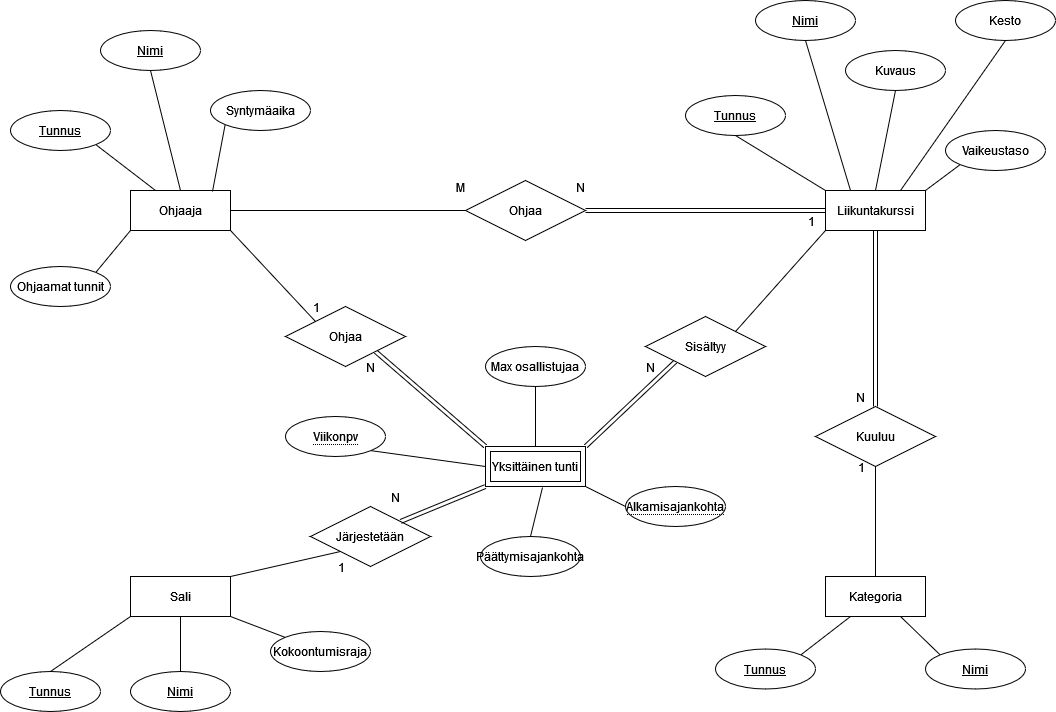 Nimi
Kesto
Nimi
Kuvaus
Syntymäaika
Tunnus
Tunnus
Vaikeustaso
M
N
Ohjaaja
Ohjaa
Liikuntakurssi
1
Ohjaamat tunnit
1
Ohjaa
Sisältyy
N
Max osallistujaa
N
N
Viikonpv
Kuuluu
Yksittäinen tunti
1
N
Alkamisajankohta
Järjestetään
Päättymisajankohta
1
Sali
Kategoria
Kokoontumisraja
Tunnus
Nimi
Tunnus
Nimi